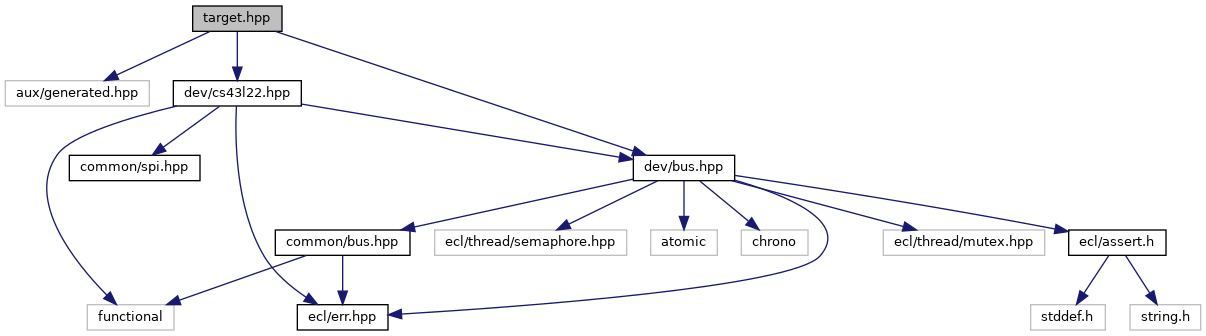 target.hpp
aux/generated.hpp
dev/cs43l22.hpp
common/spi.hpp
dev/bus.hpp
common/bus.hpp
ecl/thread/semaphore.hpp
atomic
chrono
ecl/thread/mutex.hpp
ecl/assert.h
functional
ecl/err.hpp
stddef.h
string.h